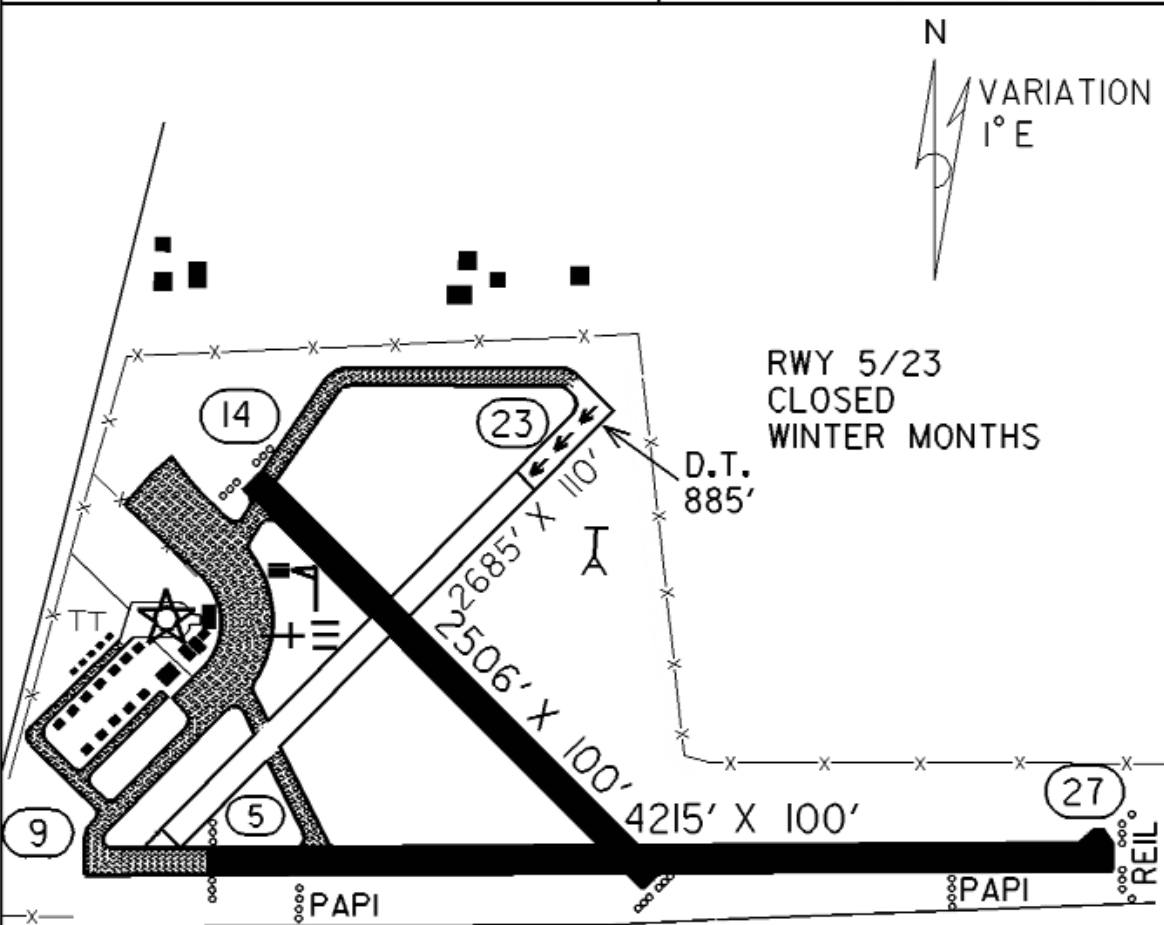 N
VARIATION
1° E
RWY 5/23
CLOSED
WINTER MONTHS
14
23
D.T.
885'
2685' X 110'
TT
2506' X 100'
5
4215' X 100'
27
9
REIL
PAPI
PAPI